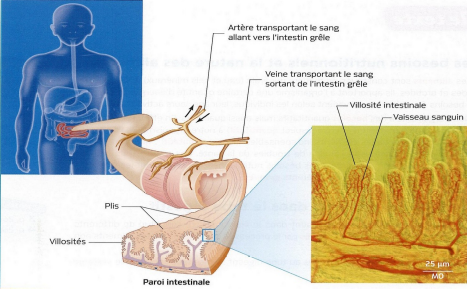 Artère transportant le sang
allant vers l'intestin grêle
Veine transportant le sang
sortant de l'intestin grêle
Villosité intestinale
Vaisseau sanguin
Plis
Villosités
25 µm
MO
Paroi intestinale